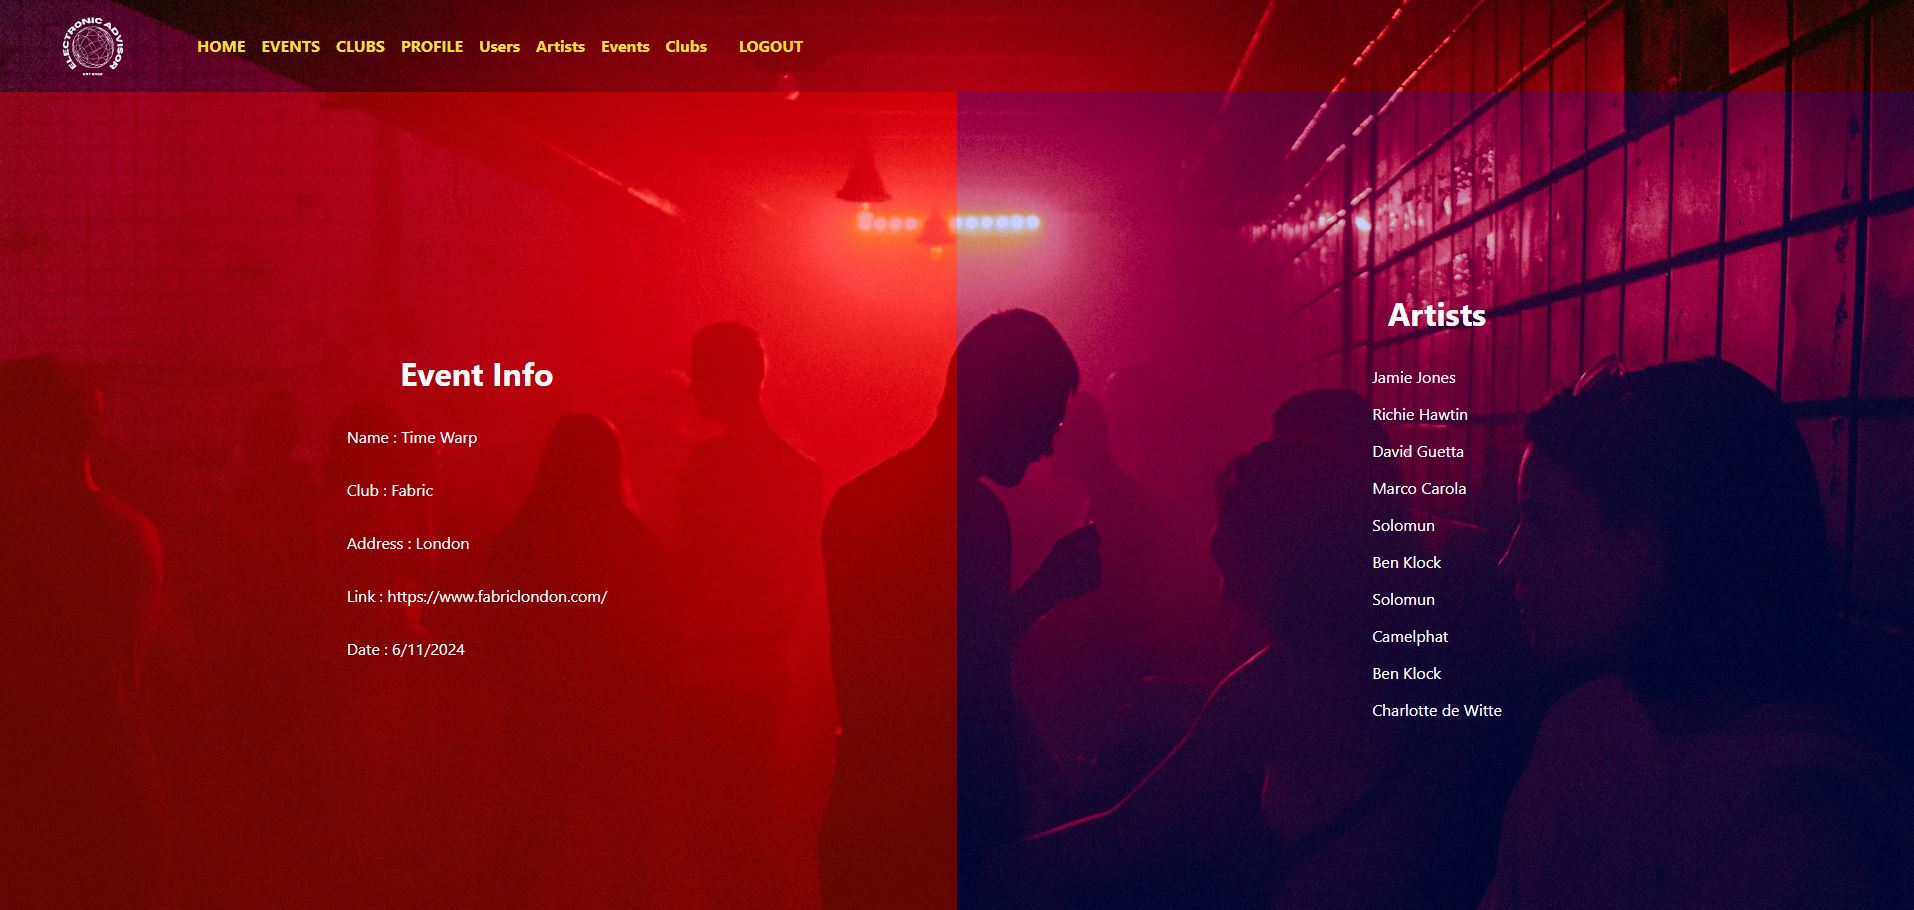 ELECTRONIC ADVISOR
HOME EVENTS CLUBS PROFILE Users Artists Events Clubs LOGOUT
Event Info
Name : Time Warp
Club : Fabric
Address : London
Link : https://www.fabriclondon.com/
Date : 6/11/2024
Artists
Jamie Jones
Richie Hawtin
David Guetta
Marco Carola
Solomun
Ben Klock
Solomun
Camelphat
Ben Klock
Charlotte de Witte